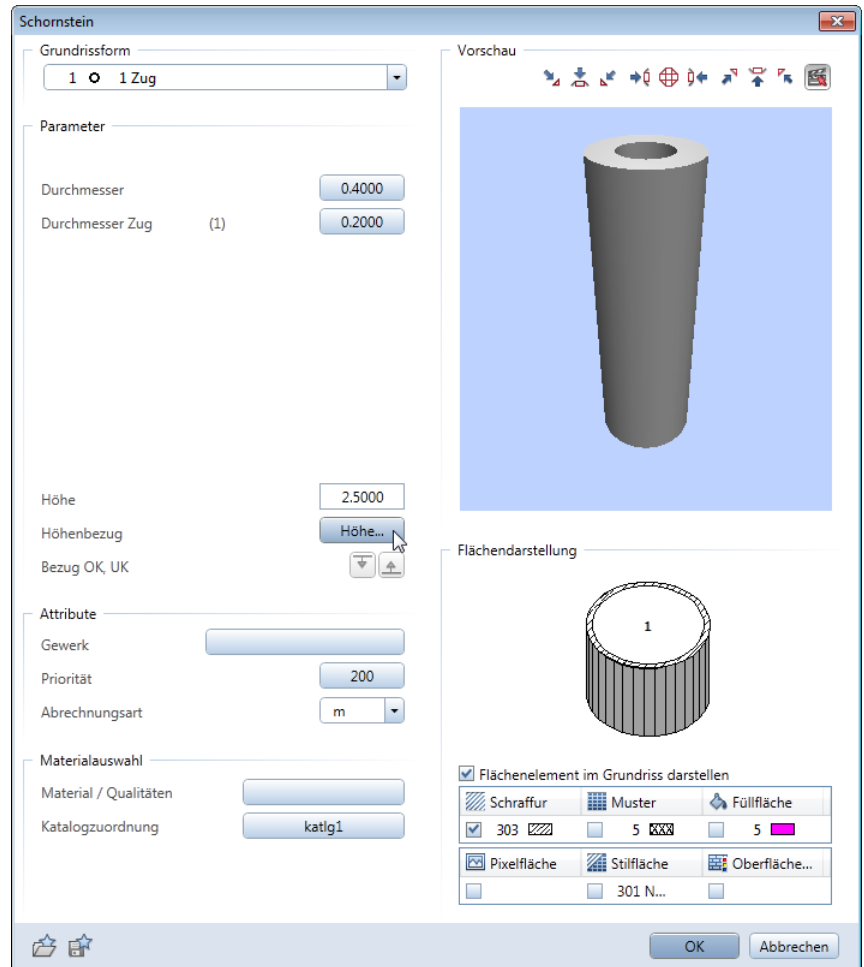 Schornstein
Grundrissform
1 1 Zug
Parameter
Durchmesser 0.4000
Durchmesser Zug (1) 0.2000
Höhe 2.5000
Höhenbezug Höhe...
Bezug OK, UK
Attribute
Gewerk
Priorität 200
Abrechnungsart m
Materialauswahl
Material / Qualitäten
Katalogzuordnung katlg1
Vorschau
Flächendarstellung
1
Flächenelement im Grundriss darstellen
Schraffur Muster Füllfläche
303 5 5
Pixelfläche Stilfläche Oberfläche...
301 N...
OK Abbrechen